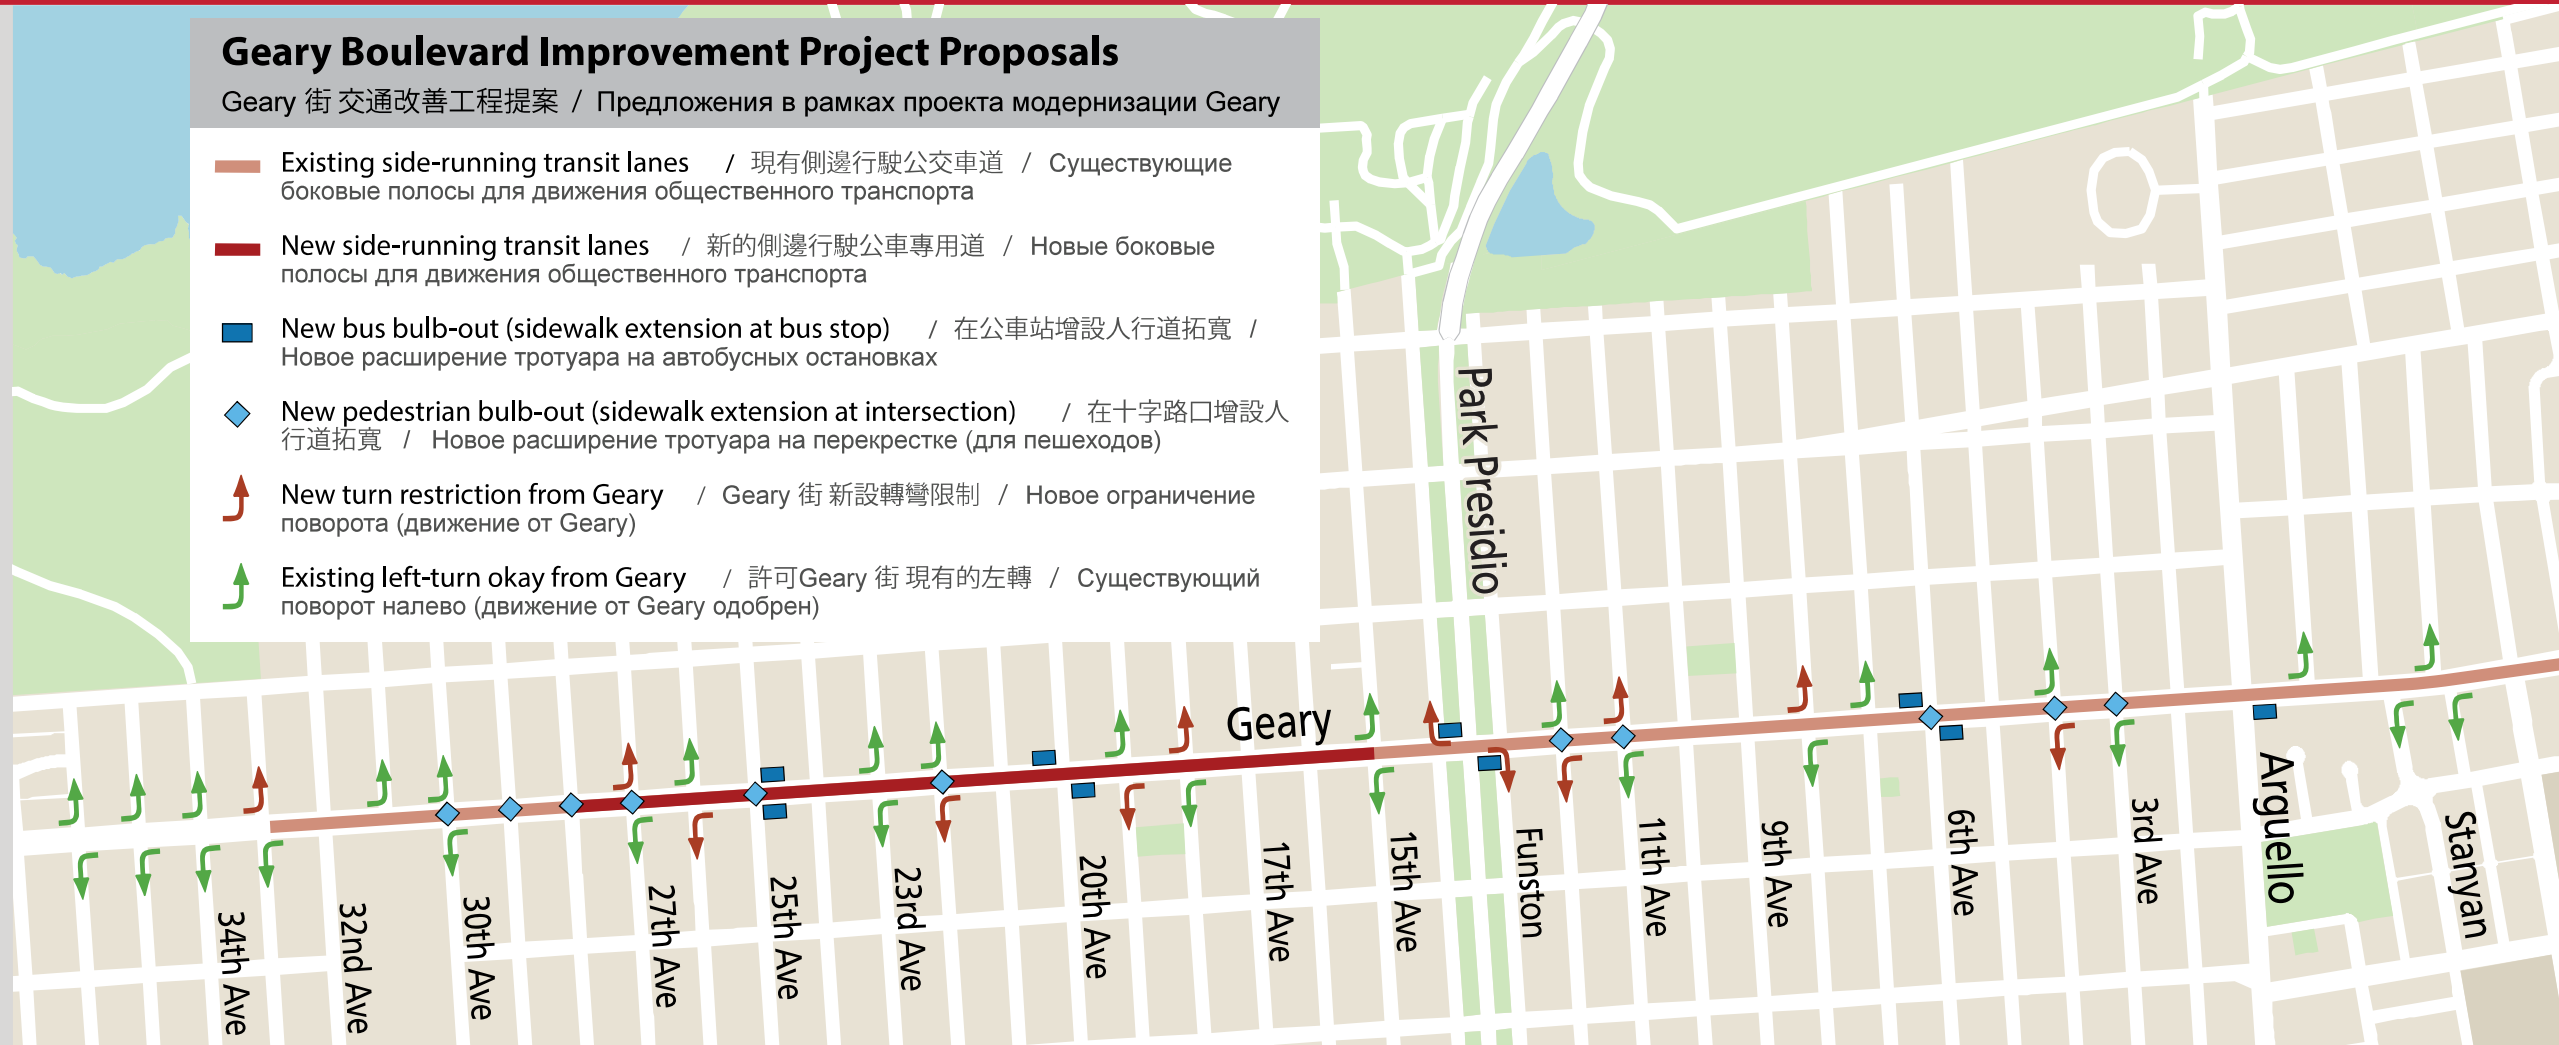 Geary Boulevard Improvement Project Proposals
Geary 街 交通改善工程提案 / Предложения в рамках проекта модернизации Geary
Existing side-running transit lanes / 現有側邊行駛公交車道 / Существующие
боковые полосы для движения общественного транспорта
New side-running transit lanes / 新的側邊行駛公車專用道 / Новые боковые
полосы для движения общественного транспорта
New bus bulb-out (sidewalk extension at bus stop) / 在公車站增設人行道拓寬 /
Новое расширение тротуара на автобусных остановках
New pedestrian bulb-out (sidewalk extension at intersection) / 在十字路口增設人
行道拓寬 / Новое расширение тротуара на перекрестке (для пешеходов)
New turn restriction from Geary / Geary 街 新設轉彎限制 / Новое ограничение
поворота (движение от Geary)
Existing left-turn okay from Geary / 許可Geary 街 現有的左轉 / Существующий
поворот налево (движение от Geary одобрен)
Park Presidio
Geary
34th Ave
32nd Ave
30th Ave
27th Ave
25th Ave
23rd Ave
20th Ave
17th Ave
15th Ave
Funston
11th Ave
9th Ave
6th Ave
3rd Ave
Arguello
Stanyan